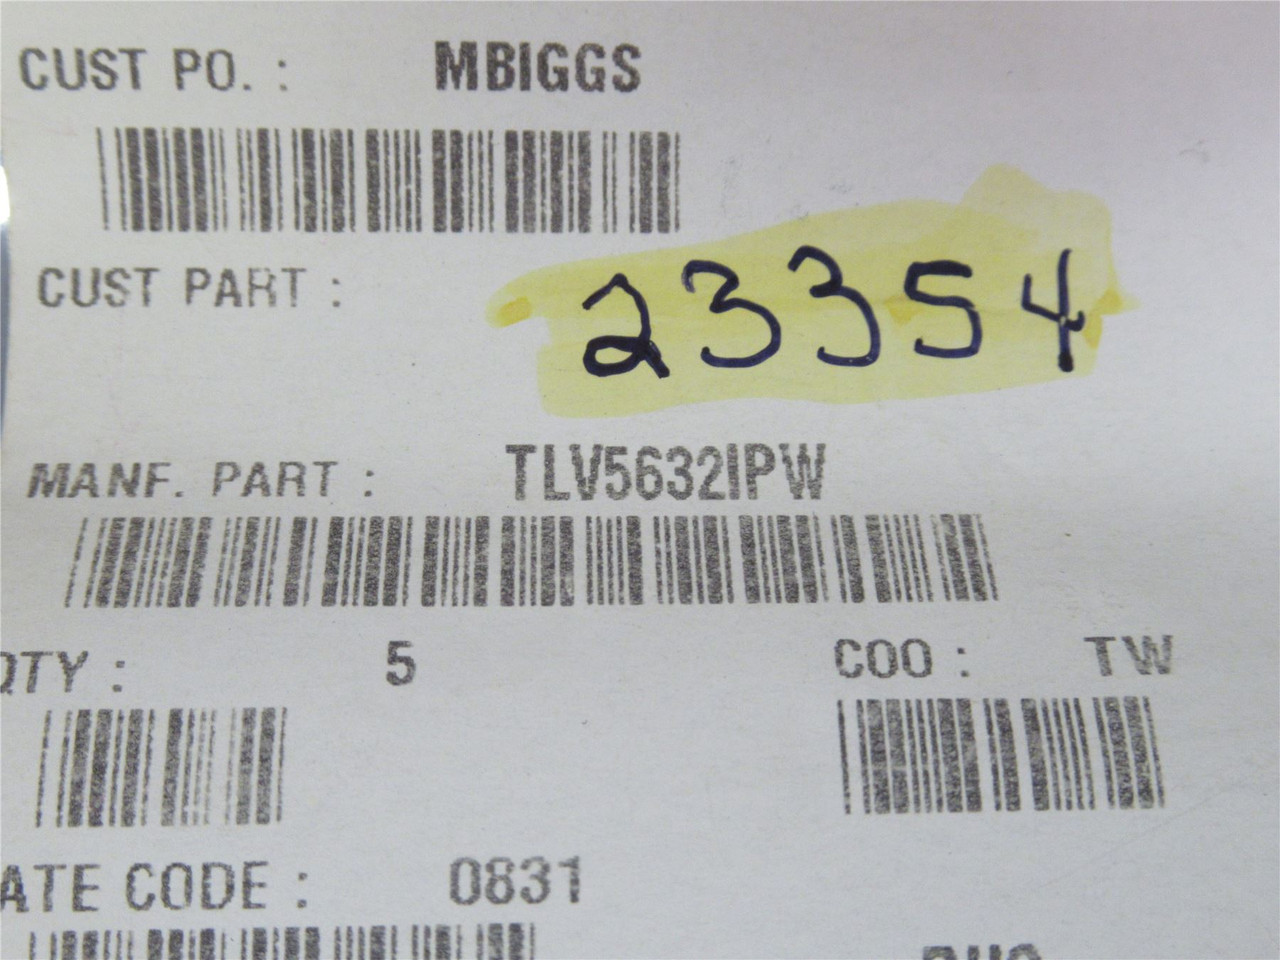 CUST PO. : MBIGGS
CUST PART : 23354
MANF. PART : TLV5632IPW
QTY : 5 COO : TW
ATE CODE : 0831